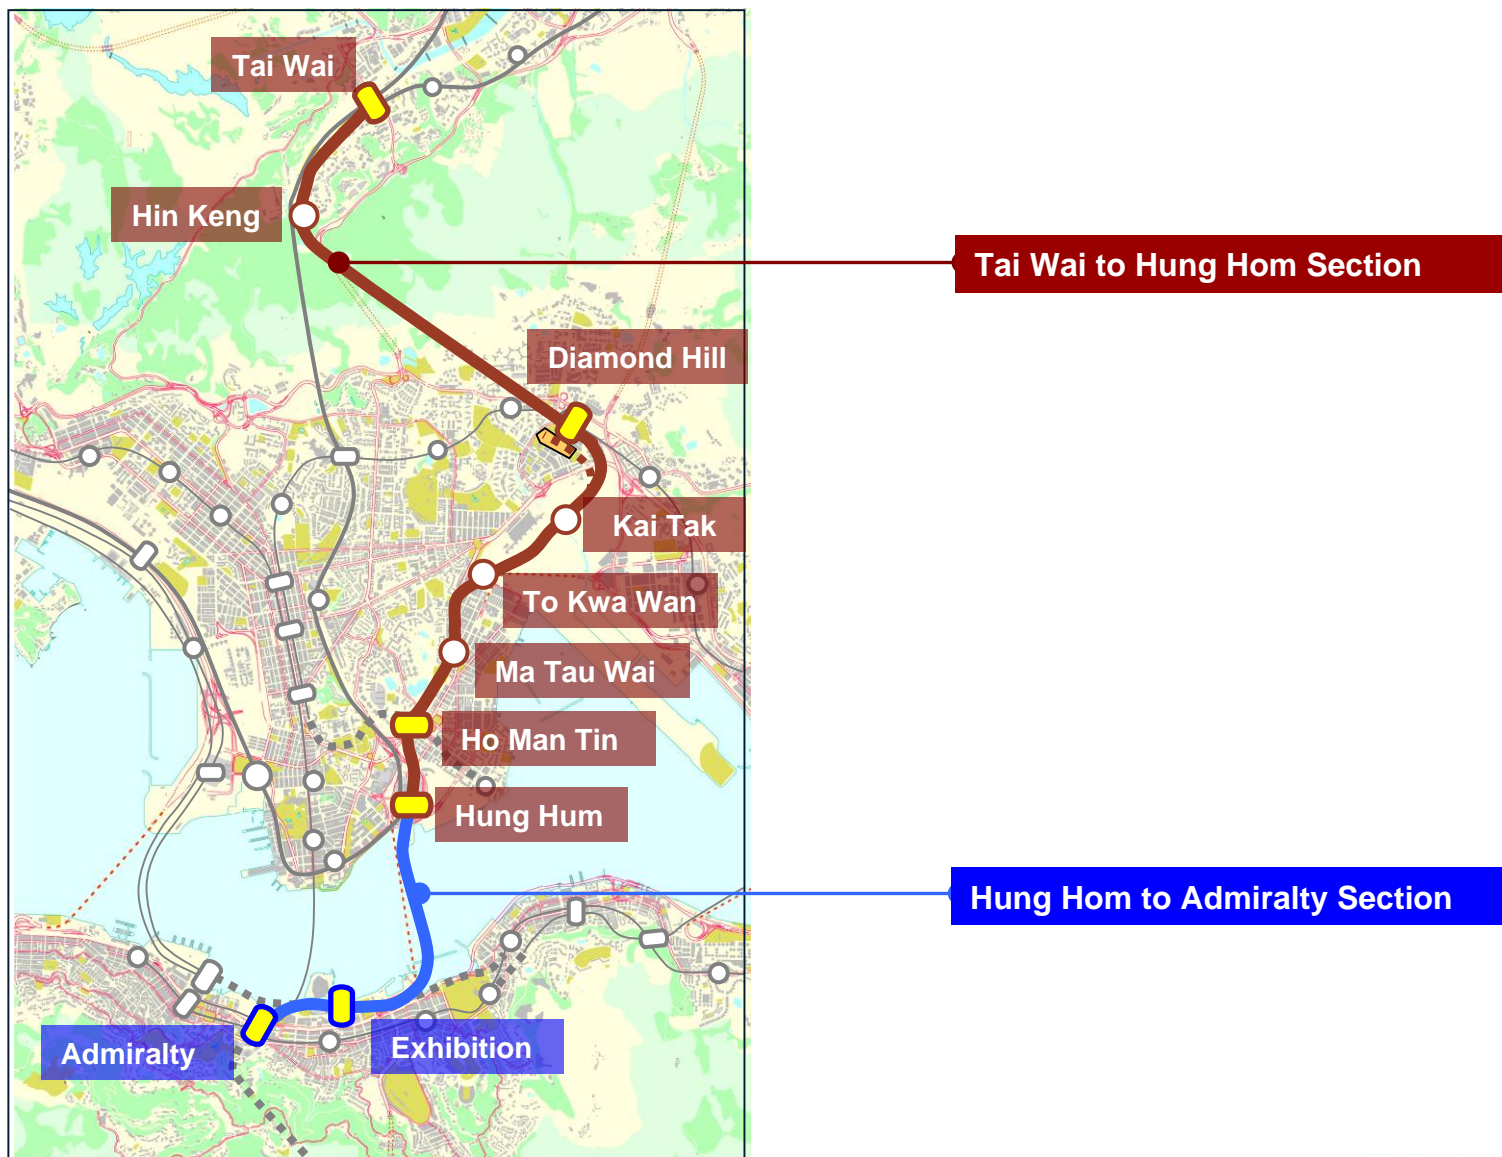 Tai Wai
Hin Keng
Tai Wai to Hung Hom Section
Diamond Hill
Kai Tak
To Kwa Wan
Ma Tau Wai
Ho Man Tin
Hung Hum
Hung Hom to Admiralty Section
Admiralty
Exhibition